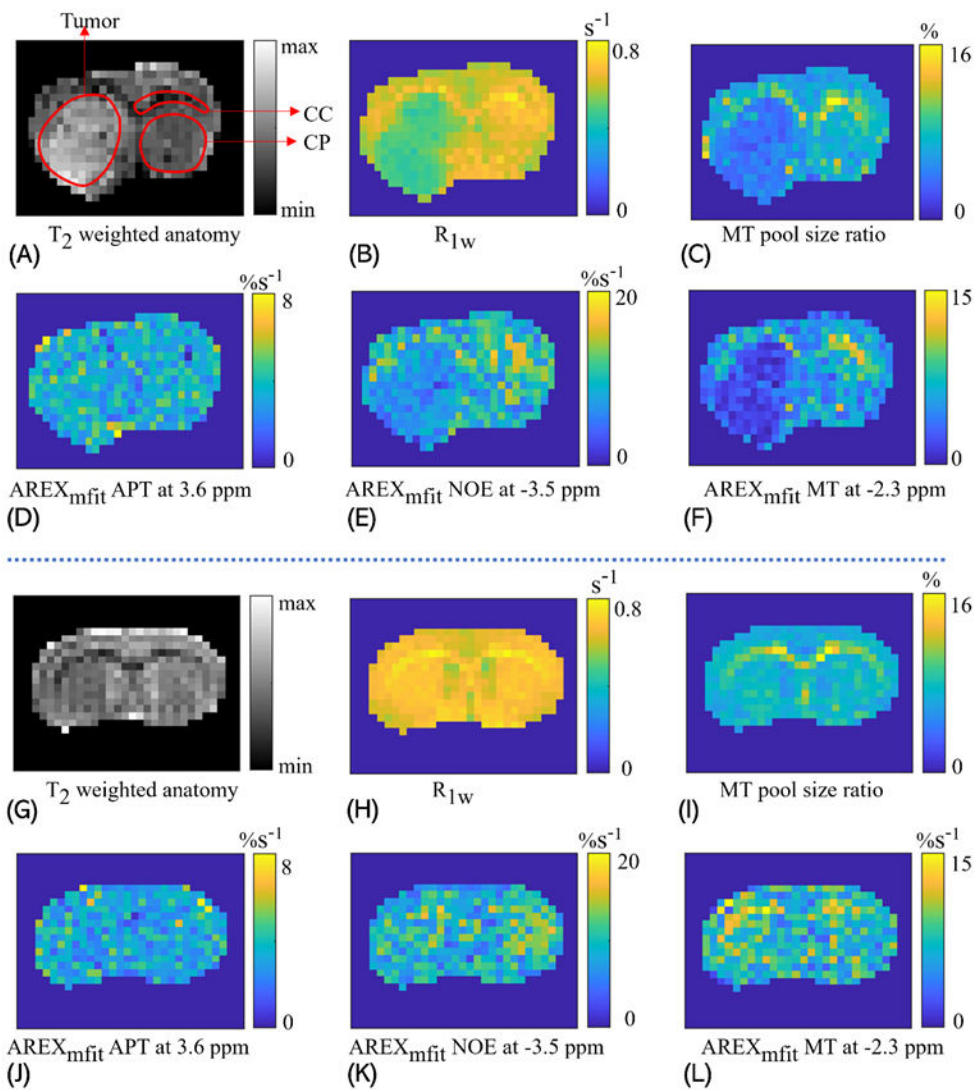 Tumor
max
CC
CP
min
T2 weighted anatomy
(A)
s-1
0.8
0
R1w
(B)
%
16
0
MT pool size ratio
(C)
%s-1
8
0
AREXmfit APT at 3.6 ppm
(D)
%s-1
20
0
AREXmfit NOE at -3.5 ppm
(E)
15
0
AREXmfit MT at -2.3 ppm
(F)
max
min
T2 weighted anatomy
(G)
s-1
0.8
0
R1w
(H)
%
16
0
MT pool size ratio
(I)
%s-1
8
0
AREXmfit APT at 3.6 ppm
(J)
%s-1
20
0
AREXmfit NOE at -3.5 ppm
(K)
%s-1
15
0
AREXmfit MT at -2.3 ppm
(L)